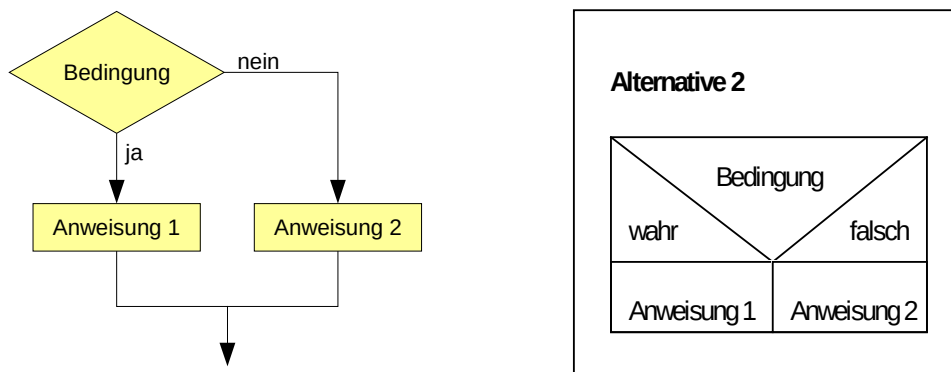 Bedingung
nein
ja
Anweisung 1
Anweisung 2
Alternative 2
Bedingung
wahr
falsch
Anweisung 1
Anweisung 2